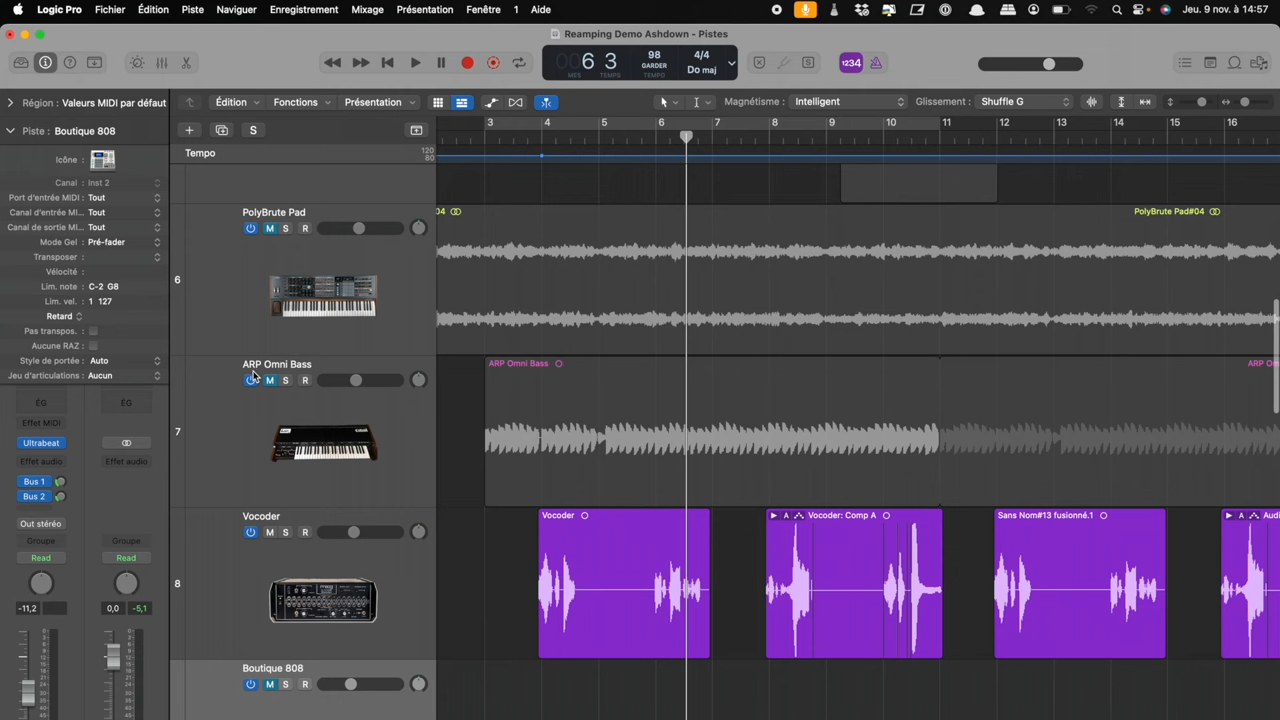 Logic Pro Fichier Édition Piste Naviguer Enregistrement Mixage Présentation Fenêtre 1 Aide Jeu. 9 nov. à 14:57
Reamping Demo Ashdown - Pistes
006 3 98 4/4
GARDER Do maj
MES TEMPS TEMPO
1234
Région : Valeurs MIDI par défaut
Édition Fonctions Présentation Magnétisme : Intelligent Glissement : Shuffle G
Piste : Boutique 808
S
3 4 5 6 7 8 9 10 11 12 13 14 15 16
Tempo 120
80
Icône :
Canal : Inst 2
Port d'entrée MIDI : Tout
Canal d'entrée MI... Tout
Canal de sortie MI... Tout
Mode Gel : Pré-fader
Transposer :
Vélocité :
Lim. note : C-2 G8
Lim. vel. : 1 127
Retard
Pas transpos. :
Aucune RAZ :
Style de portée : Auto
Jeu d'articulations : Aucun
PolyBrute Pad
M S R
6
04
PolyBrute Pad#04
ARP Omni Bass
M S R
7
ARP Omni Bass
ARP Om
Vocoder
M S R
8
Vocoder
A Vocoder: Comp A
Sans Nom#13 fusionné.1
A Audi
Boutique 808
M S R
ÉG ÉG
Effet MIDI
Ultrabeat
Effet audio Effet audio
Bus 1
Bus 2
Out stéréo
Groupe Groupe
Read Read
-11,2 0,0 -5,1